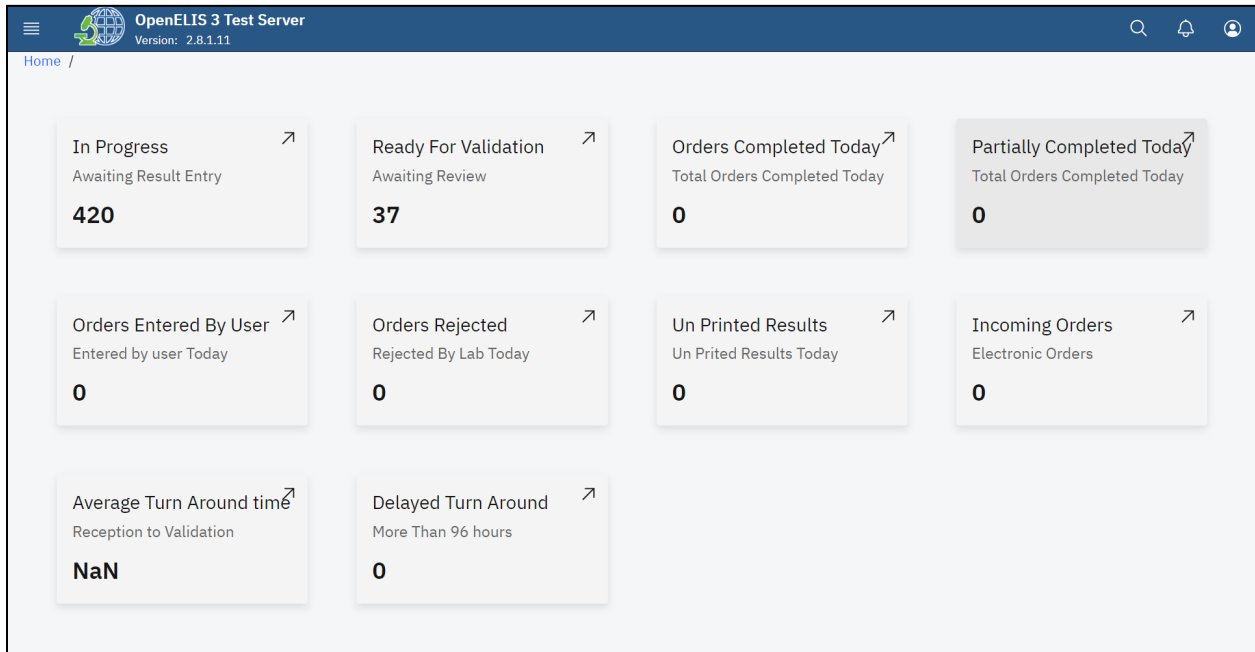 OpenELIS 3 Test Server
Version: 2.8.1.11
Home /
In Progress
Awaiting Result Entry
420
Ready For Validation
Awaiting Review
37
Orders Completed Today
Total Orders Completed Today
0
Partially Completed Today
Total Orders Completed Today
0
Orders Entered By User
Entered by user Today
0
Orders Rejected
Rejected By Lab Today
0
Un Printed Results
Un Prited Results Today
0
Incoming Orders
Electronic Orders
0
Average Turn Around time
Reception to Validation
NaN
Delayed Turn Around
More Than 96 hours
0